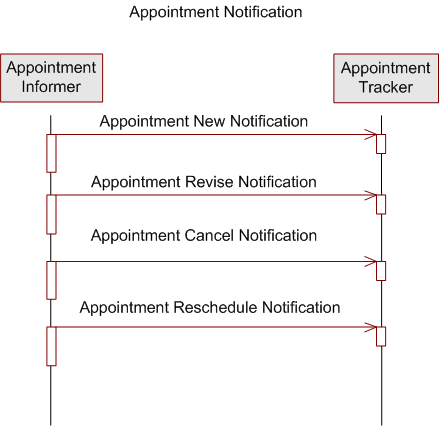 Appointment Notification
Appointment
Informer
Appointment
Tracker
Appointment New Notification
Appointment Revise Notification
Appointment Cancel Notification
Appointment Reschedule Notification